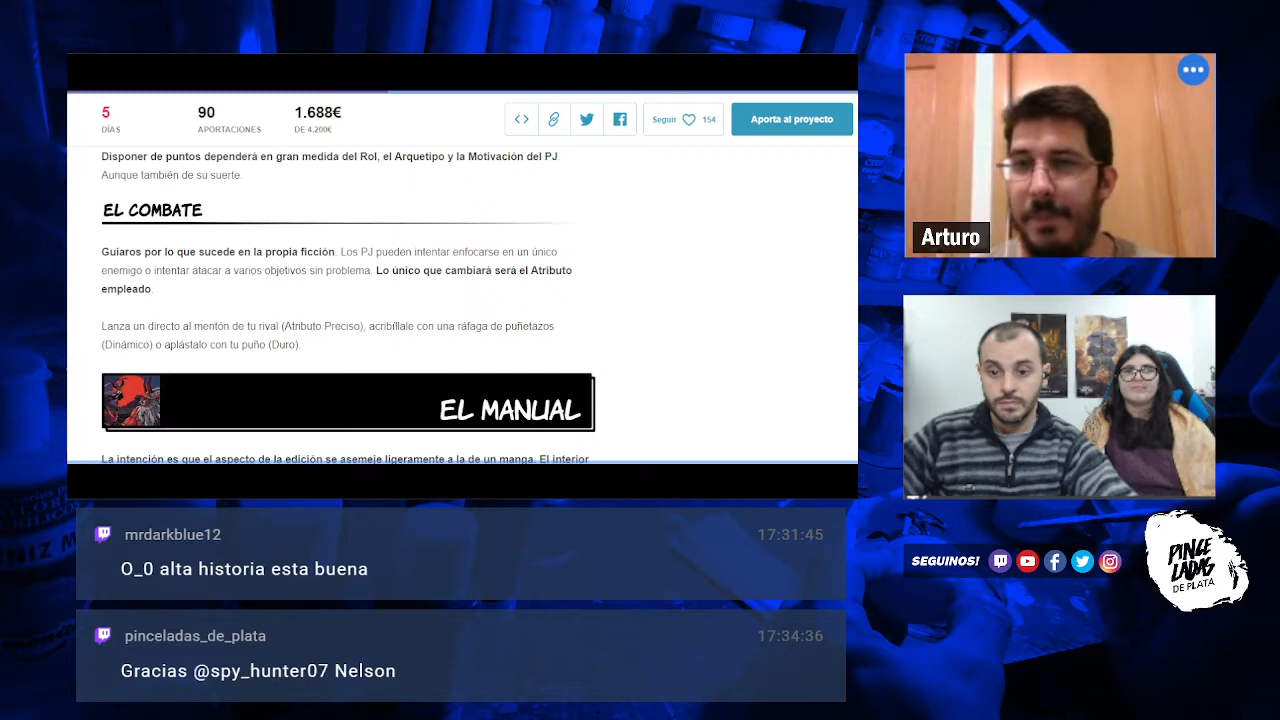 5
DÍAS
90
APORTACIONES
1.688€
DE 4.200€
Seguir
154
Aporta al proyecto
Disponer de puntos dependerá en gran medida del Rol, el Arquetipo y la Motivación del PJ.
Aunque también de su suerte.
EL COMBATE
Guiaros por lo que sucede en la propia ficción. Los PJ pueden intentar enfocarse en un único
enemigo o intentar atacar a varios objetivos sin problema. Lo único que cambiará será el Atributo
empleado.
Lanza un directo al mentón de tu rival (Atributo Preciso), acribíllale con una ráfaga de puñetazos
(Dinámico) o aplástalo con tu puño (Duro).
EL MANUAL
La intención es que el aspecto de la edición se asemeje ligeramente a la de un manga. El interior
Arturo
mrdarkblue12
17:31:45
O_0 alta historia esta buena
pinceladas_de_plata
17:34:36
Gracias @spy_hunter07 Nelson
SEGUINOS!
PINCE
LADAS
DE PLATA